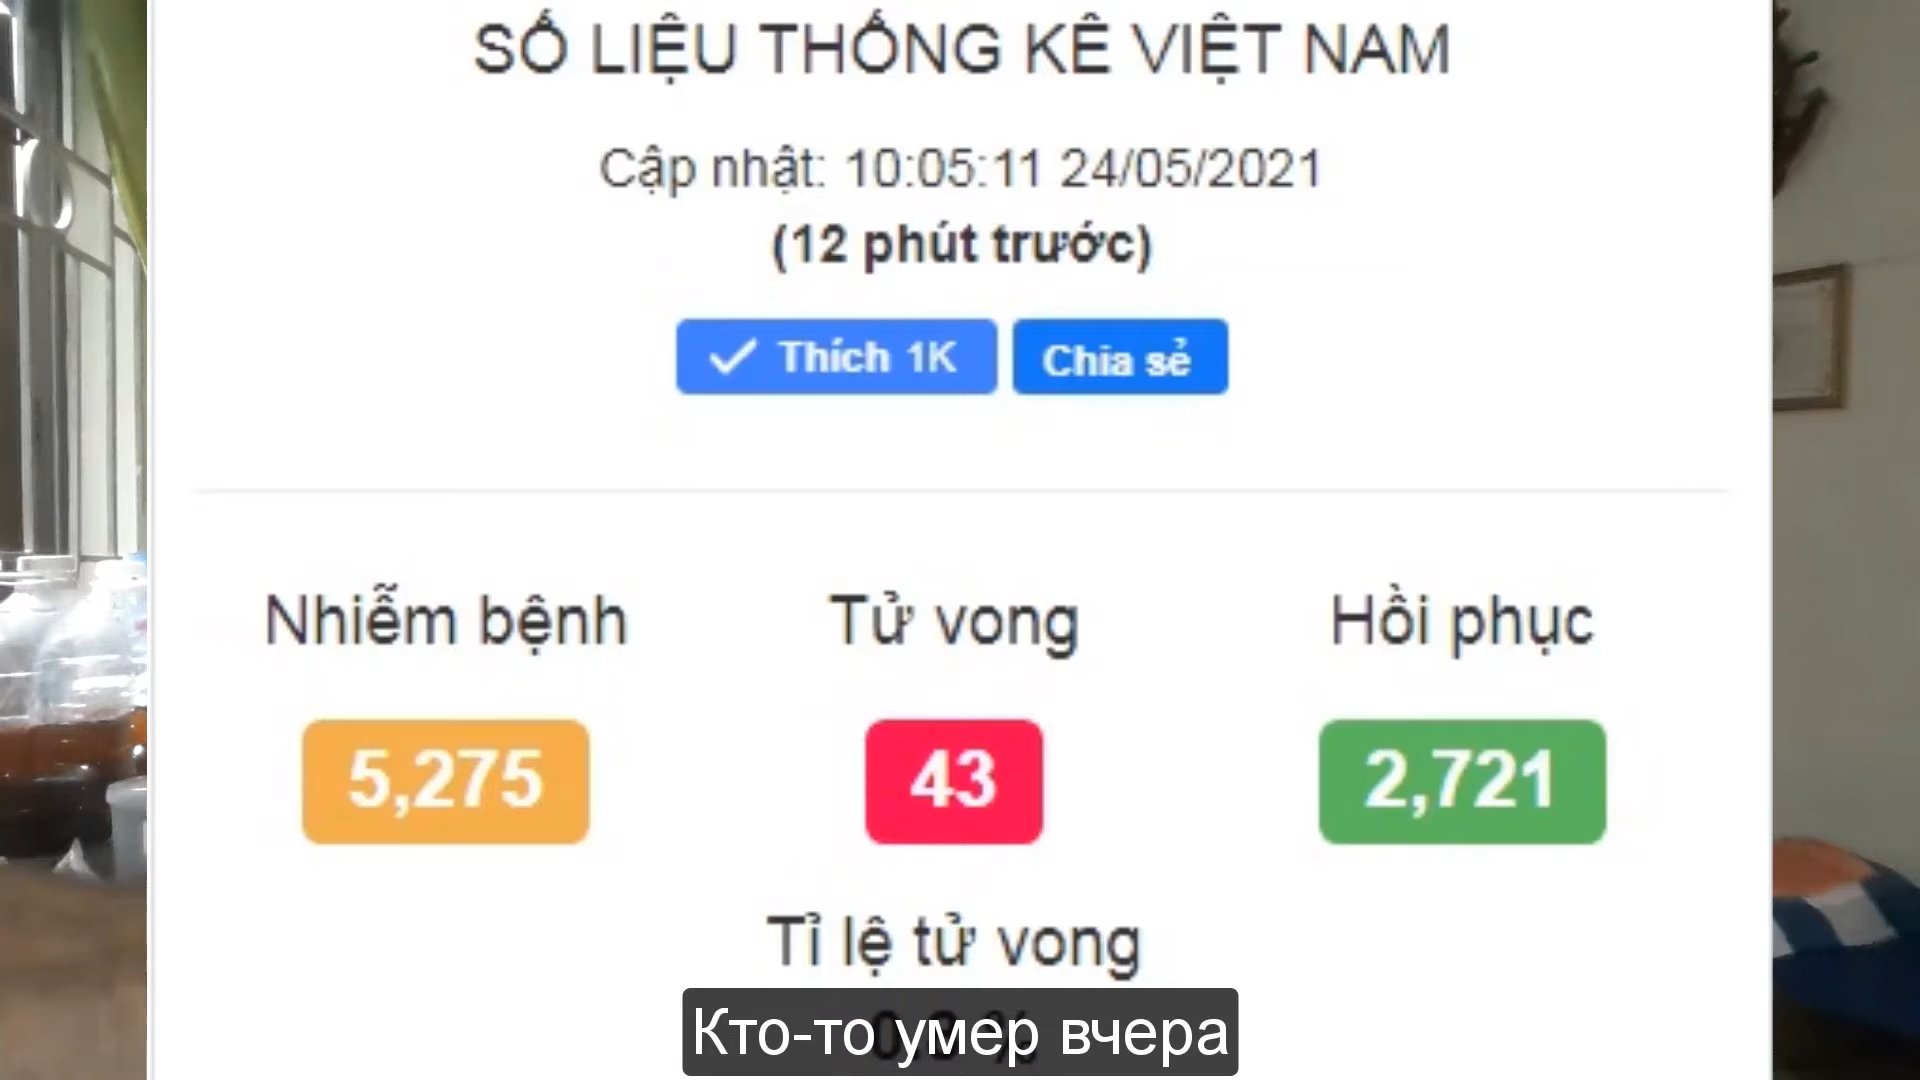 SỐ LIỆU THỐNG KÊ VIỆT NAM
Cập nhật: 10:05:11 24/05/2021
(12 phút trước)
Thích 1K Chia sẻ
Nhiễm bệnh Tử vong Hồi phục
5,275 43 2,721
Tỉ lệ tử vong
Кто-то умер вчера